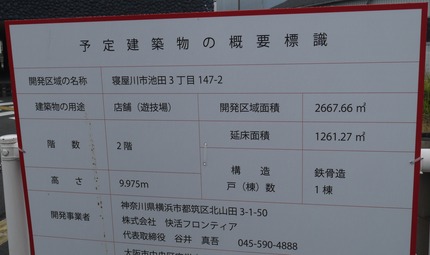 予定建築物の概要標識
開発区域の名称 寝屋川市池田3丁目147-2
建築物の用途 店舗（遊技場） 開発区域面積 2667.66㎡
階数 2階 延床面積 1261.27㎡
高さ 9.975m 構造 鉄骨造
戸（棟）数 1棟
開発事業者 神奈川県横浜市都筑区北山田3-1-50
株式会社 快活フロンティア
代表取締役 谷井 真吾 045-590-4888